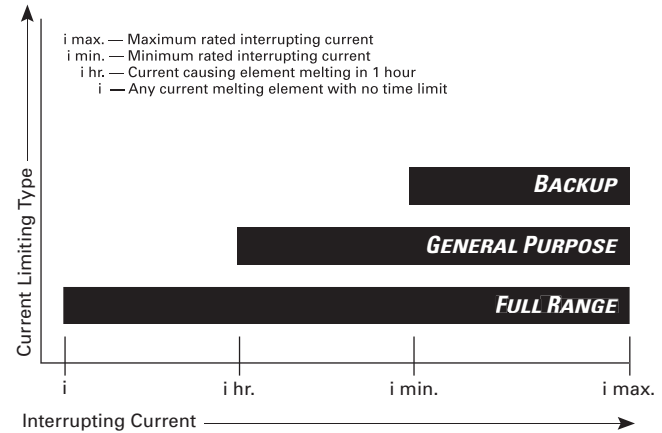 i max. — Maximum rated interrupting current
i min. — Minimum rated interrupting current
i hr. — Current causing element melting in 1 hour
i — Any current melting element with no time limit
Current Limiting Type
BACKUP
GENERAL PURPOSE
FULL RANGE
i
i hr.
i min.
i max.
Interrupting Current